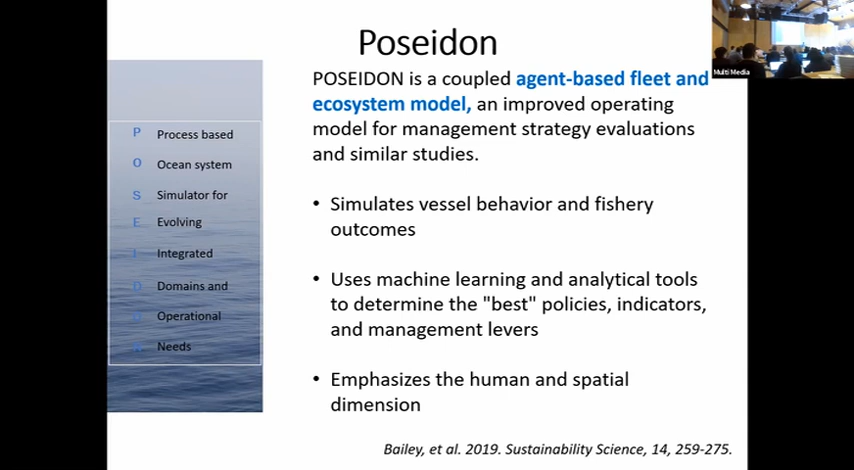 Poseidon
Multi Media
POSEIDON is a coupled agent-based fleet and
ecosystem model, an improved operating
model for management strategy evaluations
and similar studies.
P Process based
O Ocean system
S Simulator for
E Evolving
I Integrated
D Domains and
O Operational
N Needs
• Simulates vessel behavior and fishery
outcomes
• Uses machine learning and analytical tools
to determine the "best" policies, indicators,
and management levers
• Emphasizes the human and spatial
dimension
Bailey, et al. 2019. Sustainability Science, 14, 259-275.